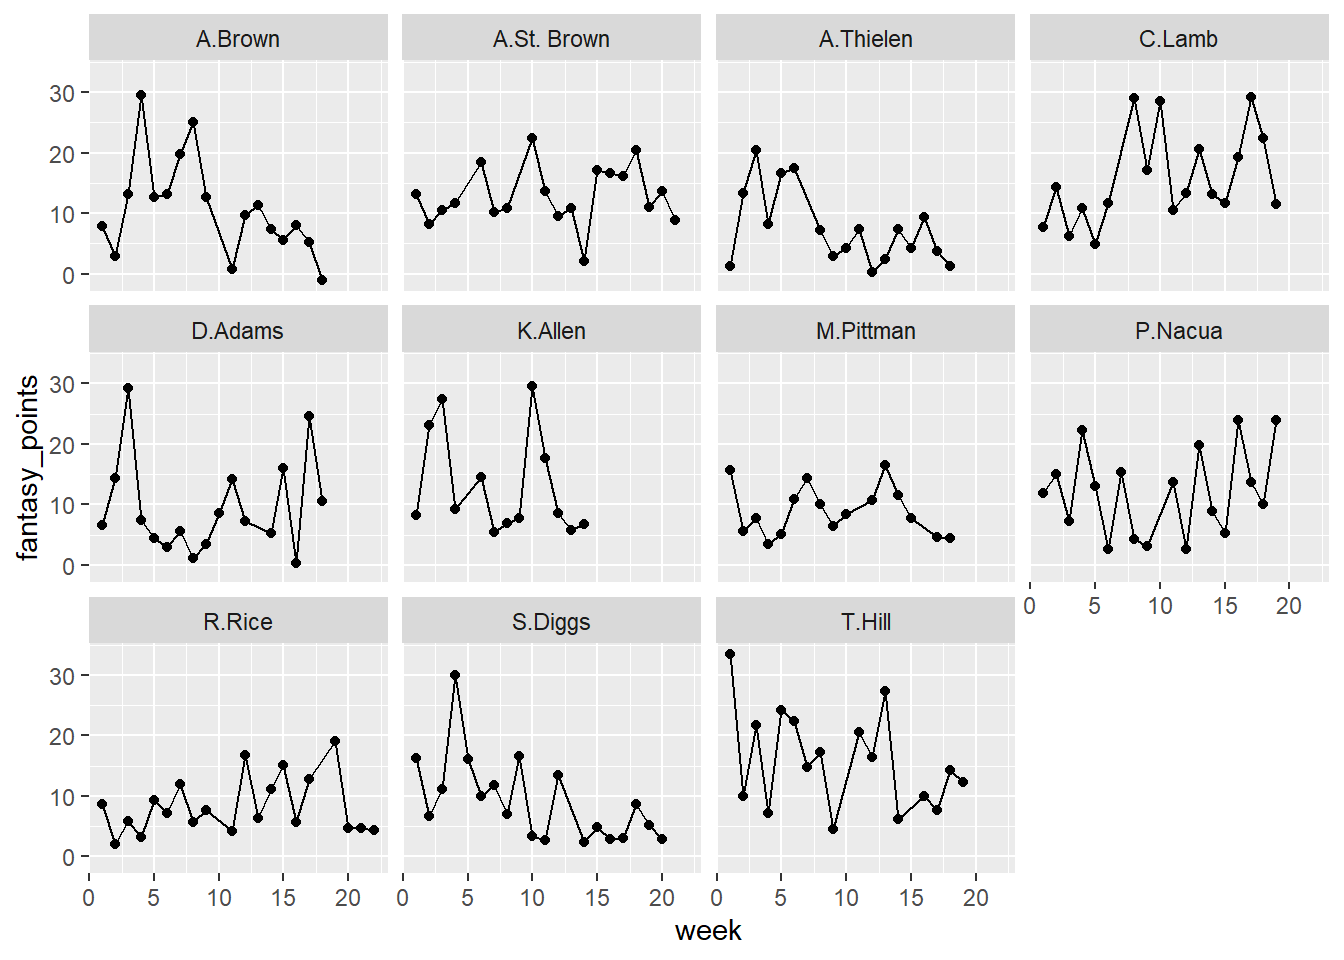 A.Brown A.St. Brown A.Thielen C.Lamb
30
20
10
0
D.Adams K.Allen M.Pittman P.Nacua
30
20
10
0
0 5 10 15 20
R.Rice S.Diggs T.Hill
30
20
10
0
0 5 10 15 20 0 5 10 15 20 0 5 10 15 20
week
fantasy_points